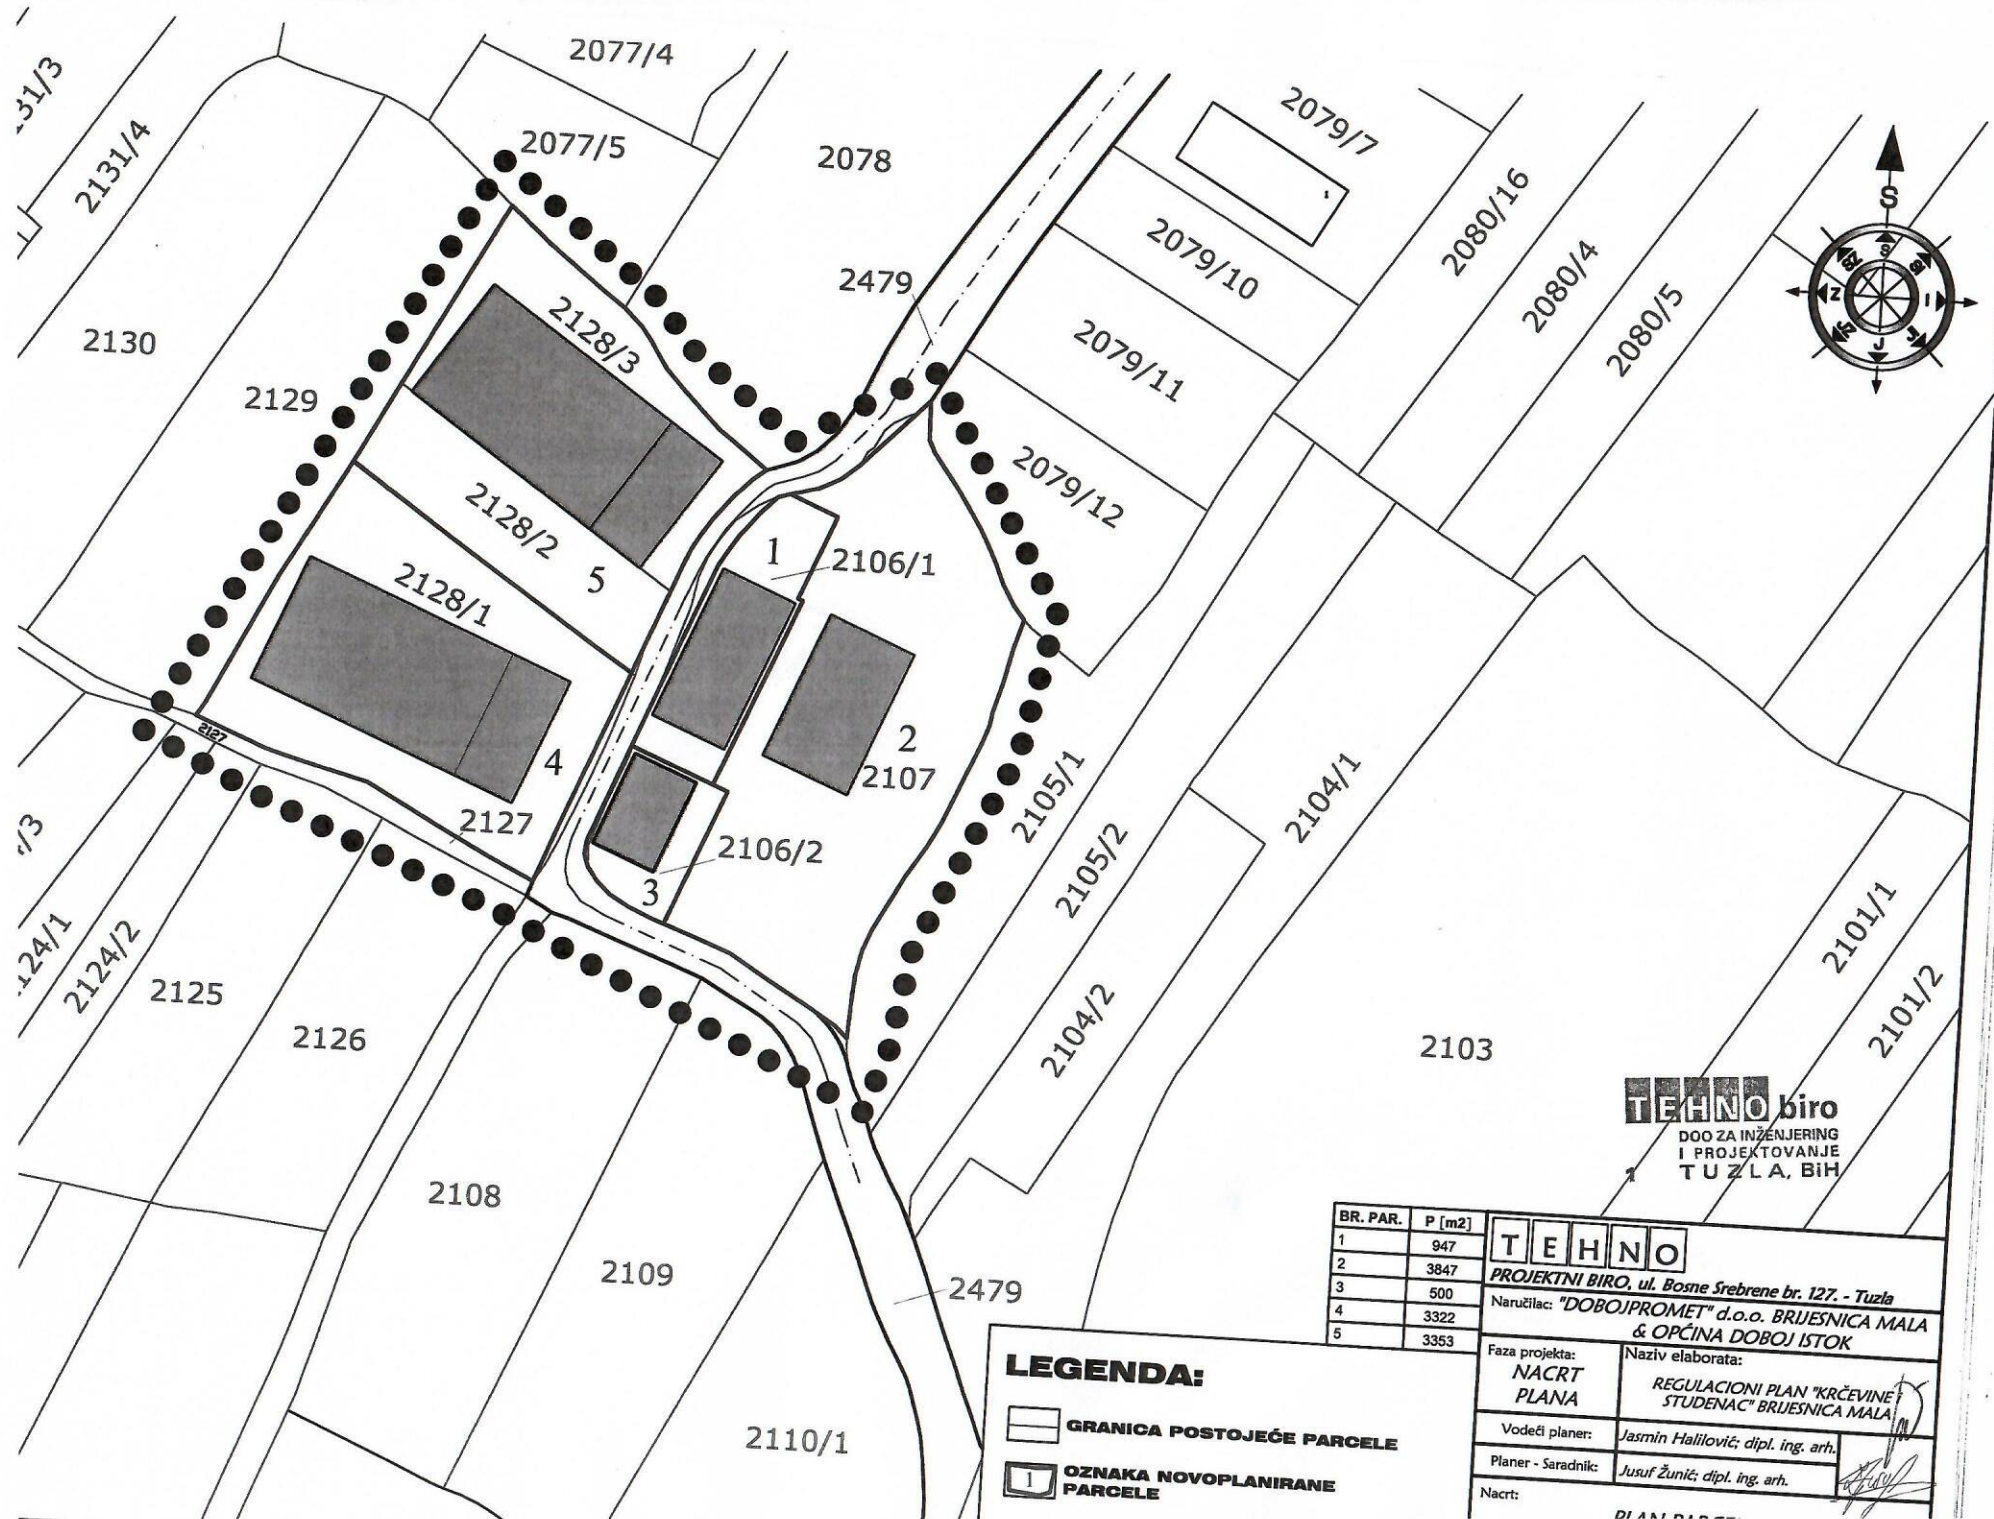 2077/4
2131/4
2077/5
2078
2079/7
2080/16
2080/4
2080/5
2079/10
2479
2079/11
2130
2129
2128/3
2079/12
2128/2
5
2128/1
1
2106/1
2
2107
4
2127
2127
2106/2
3
2105/1
2105/2
2104/1
2104/2
2124/2
2125
2126
2103
2101/1
2101/2
2108
2109
2479
2110/1
S
S
SI
I
JI
J
JZ
Z
SZ
TEHNO biro
DOO ZA INŽENJERING
I PROJEKTOVANJE
TUZLA, BiH
BR. PAR. P [m2]
1 947
2 3847
3 500
4 3322
5 3353
TEHNO
PROJEKTNI BIRO, ul. Bosne Srebrene br. 127. - Tuzla
Naručilac: "DOBOJPROMET" d.o.o. BRIJESNICA MALA
& OPĆINA DOBOJ ISTOK
Faza projekta:
NACRT
PLANA
Naziv elaborata:
REGULACIONI PLAN "KRČEVINE
STUDENAC" BRIJESNICA MALA
Vodeći planer: Jasmin Halilović; dipl. ing. arh.
Planer - Saradnik: Jusuf Žunić; dipl. ing. arh.
Nacrt:
LEGENDA:
GRANICA POSTOJEĆE PARCELE
1 OZNAKA NOVOPLANIRANE
PARCELE